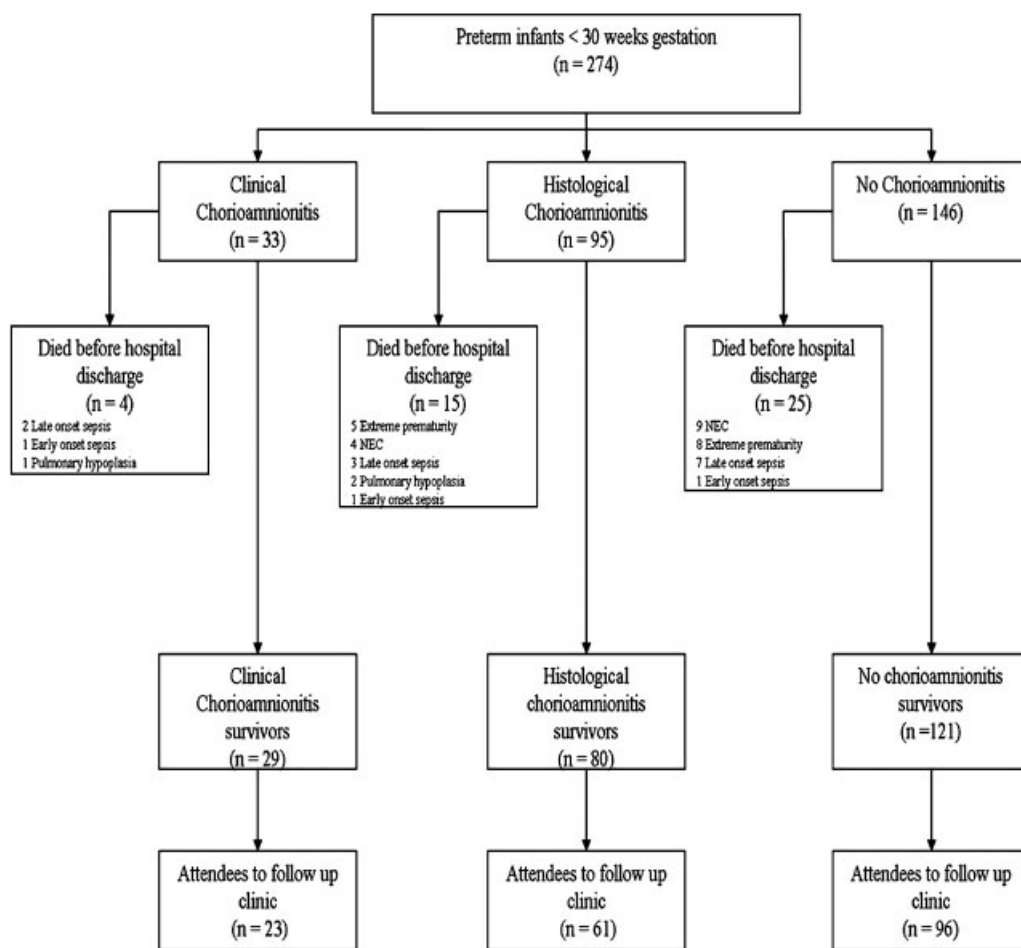 Preterm infants < 30 weeks gestation
(n = 274)
Clinical
Chorioamnionitis
(n = 33)
Histological
Chorioamnionitis
(n = 95)
No Chorioamnionitis
(n = 146)
Died before hospital
discharge
(n = 4)
2 Late onset sepsis
1 Early onset sepsis
1 Pulmonary hypoplasia
Died before hospital
discharge
(n = 15)
5 Extreme prematurity
4 NEC
3 Late onset sepsis
2 Pulmonary hypoplasia
1 Early onset sepsis
Died before hospital
discharge
(n = 25)
9 NEC
8 Extreme prematurity
7 Late onset sepsis
1 Early onset sepsis
Clinical
Chorioamnionitis
survivors
(n = 29)
Histological
chorioamnionitis
survivors
(n = 80)
No chorioamnionitis
survivors
(n =121)
Attendees to follow up
clinic
(n = 23)
Attendees to follow up
clinic
(n = 61)
Attendees to follow up
clinic
(n = 96)